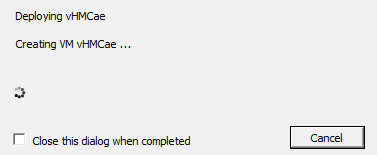 Deploying vHMCae
Creating VM vHMCae ...
Close this dialog when completed
Cancel